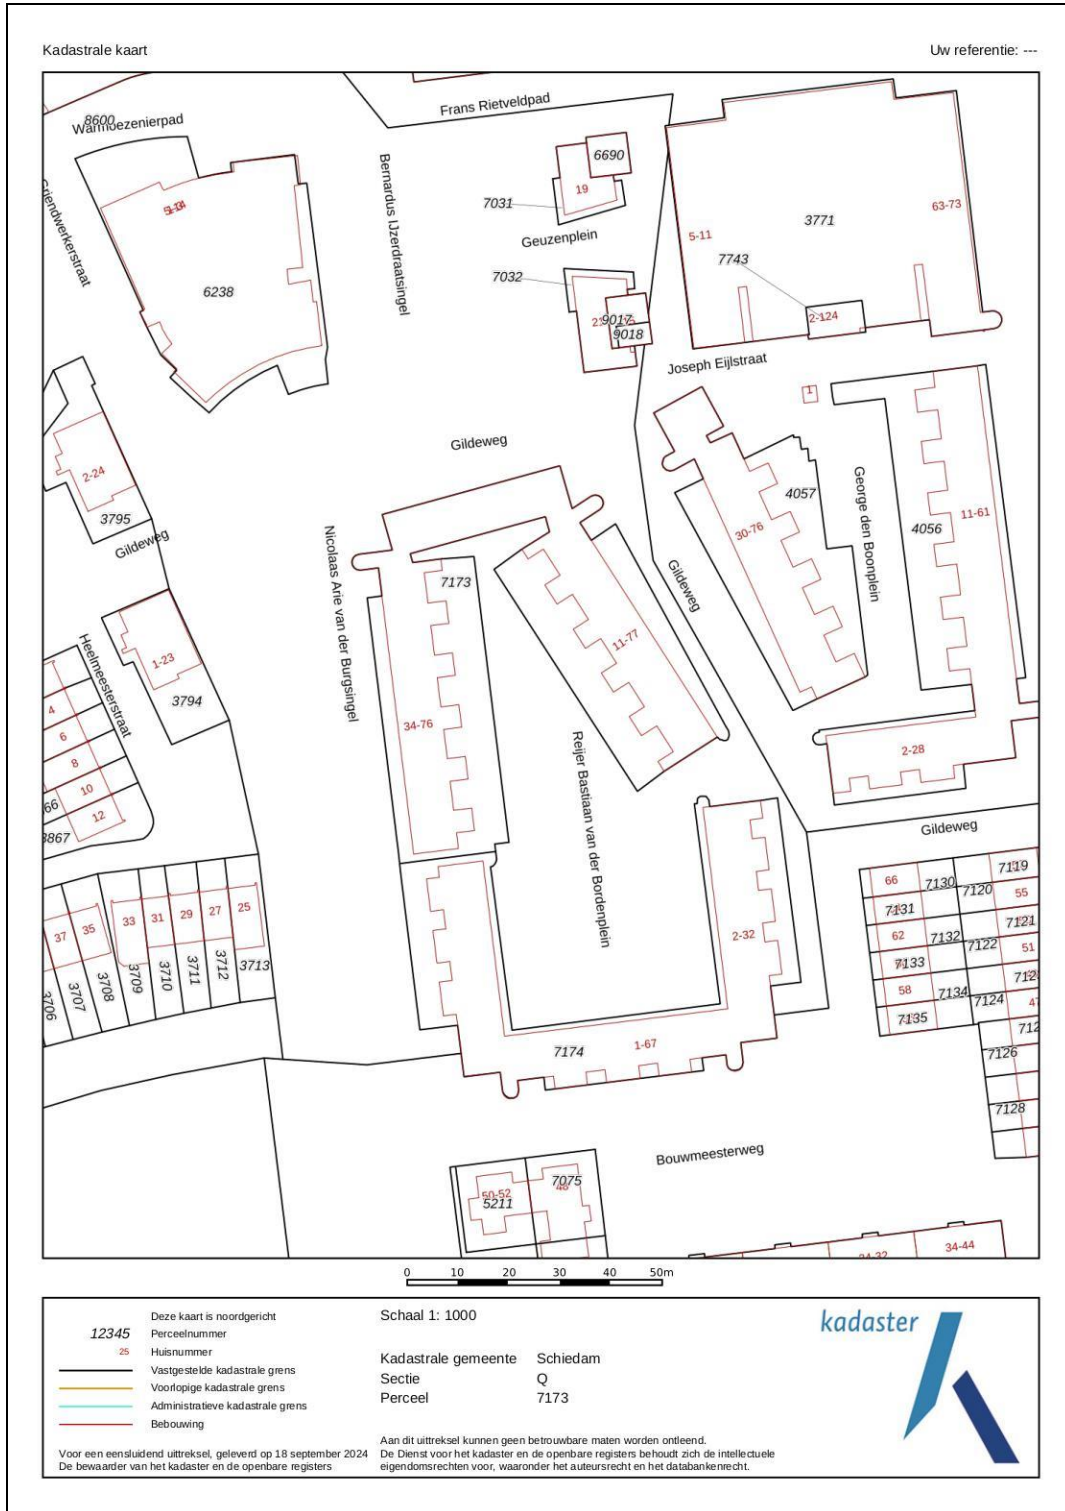 Kadastrale kaart
Uw referentie: ---
Frans Rietveldpad
8600
Warmoezenierpad
Griendwerkerstraat
Bernardus IJzerdraatsingel
6690
19
7031
Geuzenplein
7032
9017
9018
3771
63-73
5-11
7743
2-124
6238
Joseph Eijlstraat
1
Gildeweg
2-24
3795
Gildeweg
4057
30-76
George den Boonplein
4056
11-61
Nicolaas Arie van der Burgsingel
7173
Gildeweg
11-77
1-23
3794
Heelmeesterstraat
4
6
8
10
12
66
3867
34-76
Reijer Bastiaan van der Bordenplein
2-28
Gildeweg
66
7130
7119
7120
55
7131
7121
62
7132
7122
51
7133
712
58
7134
7124
47
7135
712
7126
7128
37
35
33
31
29
27
25
3706
3707
3708
3709
3710
3711
3712
3713
2-32
7174
1-67
Bouwmeesterweg
50-52
5211
7075
48
24-32
34-44
0 10 20 30 40 50m
Deze kaart is noordgericht
12345 Perceelnummer
25 Huisnummer
Vastgestelde kadastrale grens
Voorlopige kadastrale grens
Administratieve kadastrale grens
Bebouwing
Voor een eensluidend uittreksel, geleverd op 18 september 2024
De bewaarder van het kadaster en de openbare registers
Schaal 1: 1000
Kadastrale gemeente Schiedam
Sectie Q
Perceel 7173
Aan dit uittreksel kunnen geen betrouwbare maten worden ontleend.
De Dienst voor het kadaster en de openbare registers behoudt zich de intellectuele
eigendomsrechten voor, waaronder het auteursrecht en het databankenrecht.
kadaster